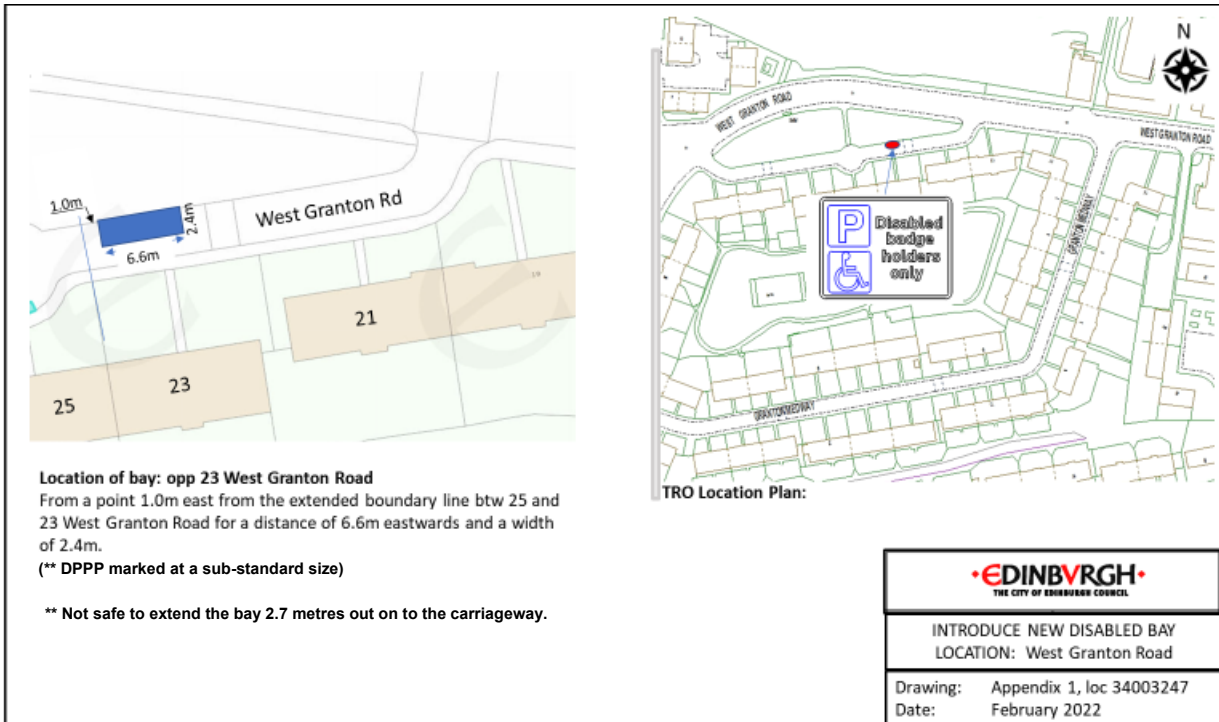 1.0m
2.4m
6.6m
West Granton Rd
21
19
23
25
Location of bay: opp 23 West Granton Road
From a point 1.0m east from the extended boundary line btw 25 and
23 West Granton Road for a distance of 6.6m eastwards and a width
of 2.4m.
(** DPPP marked at a sub-standard size)
** Not safe to extend the bay 2.7 metres out on to the carriageway.
N
WEST GRANTON ROAD
WEST GRANTON ROAD
GRANTON MEDWAY
P Disabled
badge
holders
only
GRANTON MEDWAY
TRO Location Plan:
EDINBVRGH
THE CITY OF EDINBURGH COUNCIL
INTRODUCE NEW DISABLED BAY
LOCATION: West Granton Road
Drawing: Appendix 1, loc 34003247
Date: February 2022